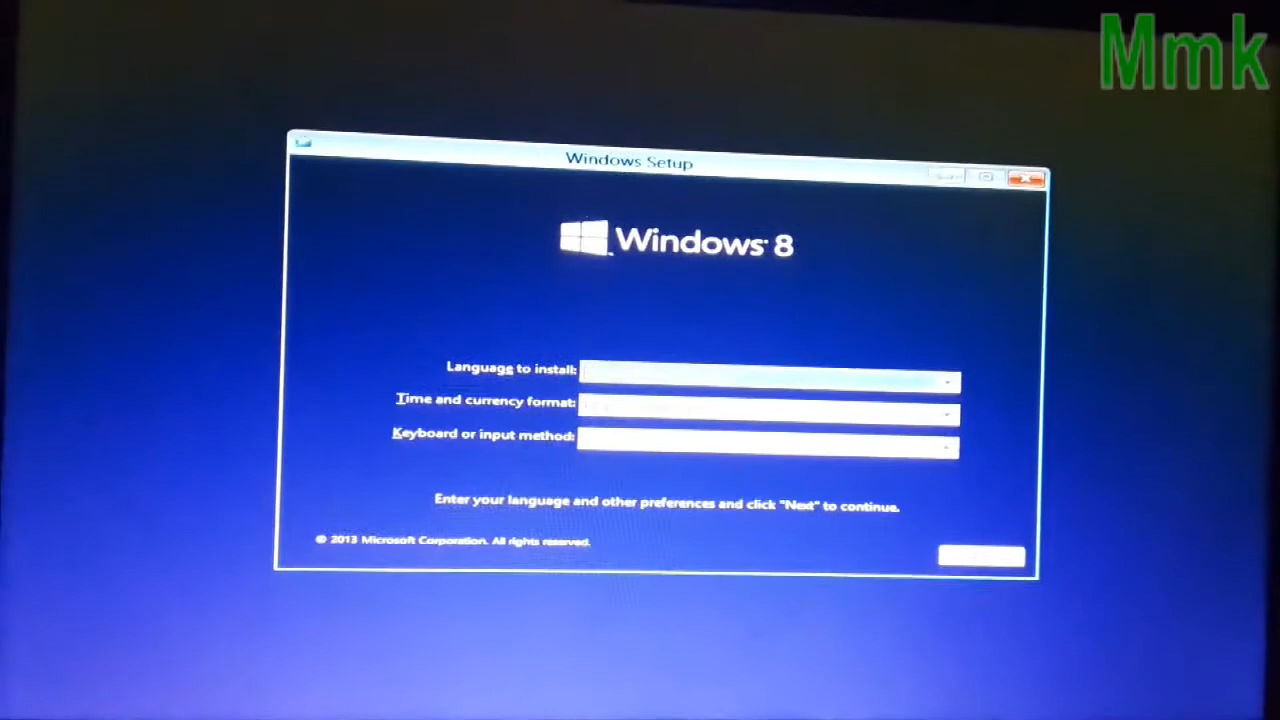 Mmk
Windows Setup
Windows 8
Language to install:
Time and currency format:
Keyboard or input method:
Enter your language and other preferences and click "Next" to continue.
© 2013 Microsoft Corporation. All rights reserved.